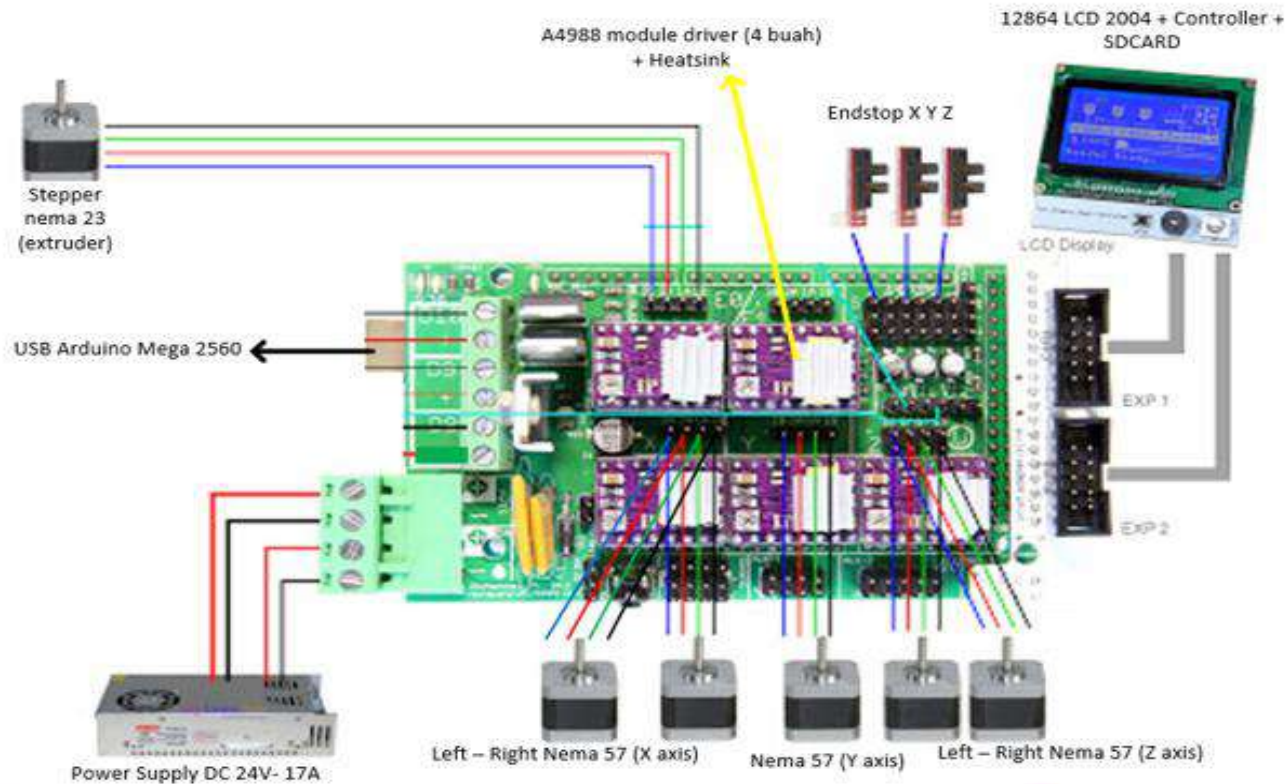 12864 LCD 2004 + Controller +
SDCARD
A4988 module driver (4 buah)
+ Heatsink
Endstop X Y Z
Stepper
nema 23
(extruder)
LCD Display
USB Arduino Mega 2560
EXP 1
EXP 2
X
Y
Z
Left – Right Nema 57 (X axis)
Nema 57 (Y axis)
Left – Right Nema 57 (Z axis)
Power Supply DC 24V- 17A